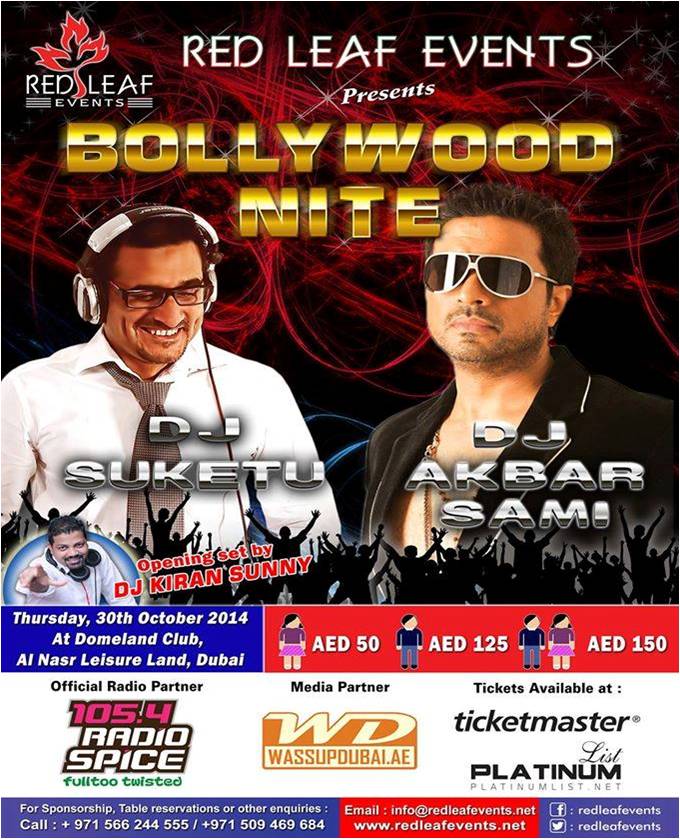 RED LEAF
EVENTS
RED LEAF EVENTS
Presents
BOLLYWOOD
NITE
DJ
SUKETU
DJ
AKBAR
SAMI
Opening set by
DJ KIRAN SUNNY
Thursday, 30th October 2014
At Domeland Club,
Al Nasr Leisure Land, Dubai
AED 50
AED 125
AED 150
Official Radio Partner
105.4
RADIO
SPICE
fulltoo twisted
Media Partner
WD
WASSUPDUBAI.AE
Tickets Available at :
ticketmaster®
List
PLATINUM
PLATINUMLIST.NET
For Sponsorship, Table reservations or other enquiries :
Call : + 971 566 244 555 / +971 509 469 684
Email : info@redleafevents.net
www.redleafevents.net
f : redleafevents
: redleafevents